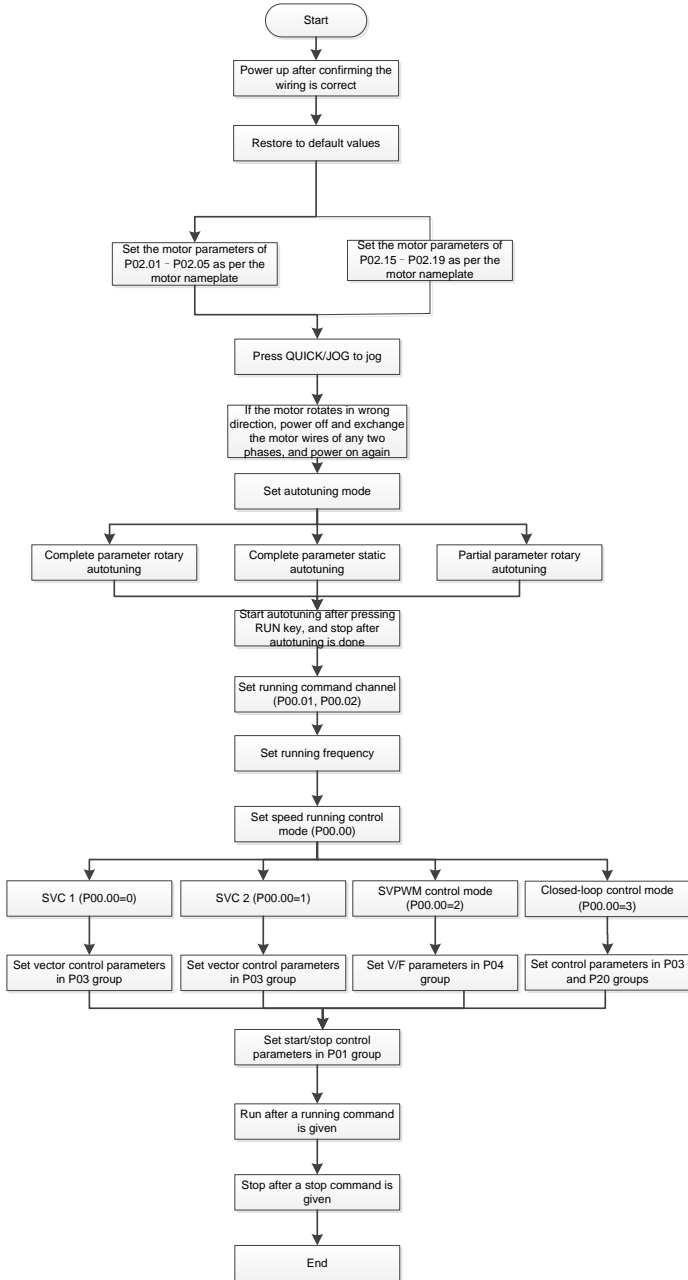 Start
Power up after confirming the
wiring is correct
Restore to default values
Set the motor parameters of
P02.01–P02.05 as per the
motor nameplate
Set the motor parameters of
P02.15–P02.19 as per the
motor nameplate
Press QUICK/JOG to jog
If the motor rotates in wrong
direction, power off and exchange
the motor wires of any two
phases, and power on again
Set autotuning mode
Complete parameter rotary
autotuning
Complete parameter static
autotuning
Partial parameter rotary
autotuning
Start autotuning after pressing
RUN key, and stop after
autotuning is done
Set running command channel
(P00.01, P00.02)
Set running frequency
Set speed running control
mode (P00.00)
SVC 1 (P00.00=0)
SVC 2 (P00.00=1)
SVPWM control mode
(P00.00=2)
Closed-loop control mode
(P00.00=3)
Set vector control parameters
in P03 group
Set vector control parameters
in P03 group
Set V/F parameters in P04
group
Set control parameters in P03
and P20 groups
Set start/stop control
parameters in P01 group
Run after a running command
is given
Stop after a stop command is
given
End